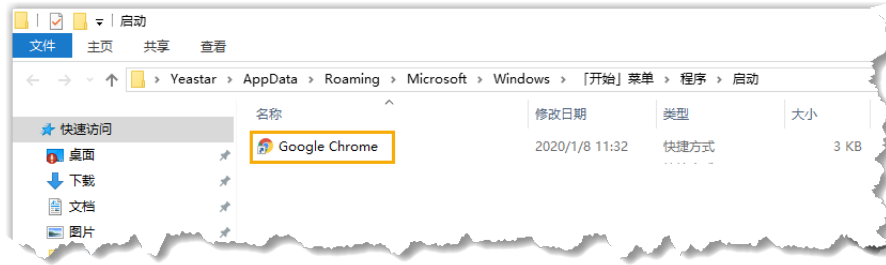 启动
文件 主页 共享 查看
Yeastar > AppData > Roaming > Microsoft > Windows > 「开始」菜单 > 程序 > 启动
名称 修改日期 类型 大小
快速访问
Google Chrome 2020/1/8 11:32 快捷方式 3 KB
桌面
下载
文档
图片